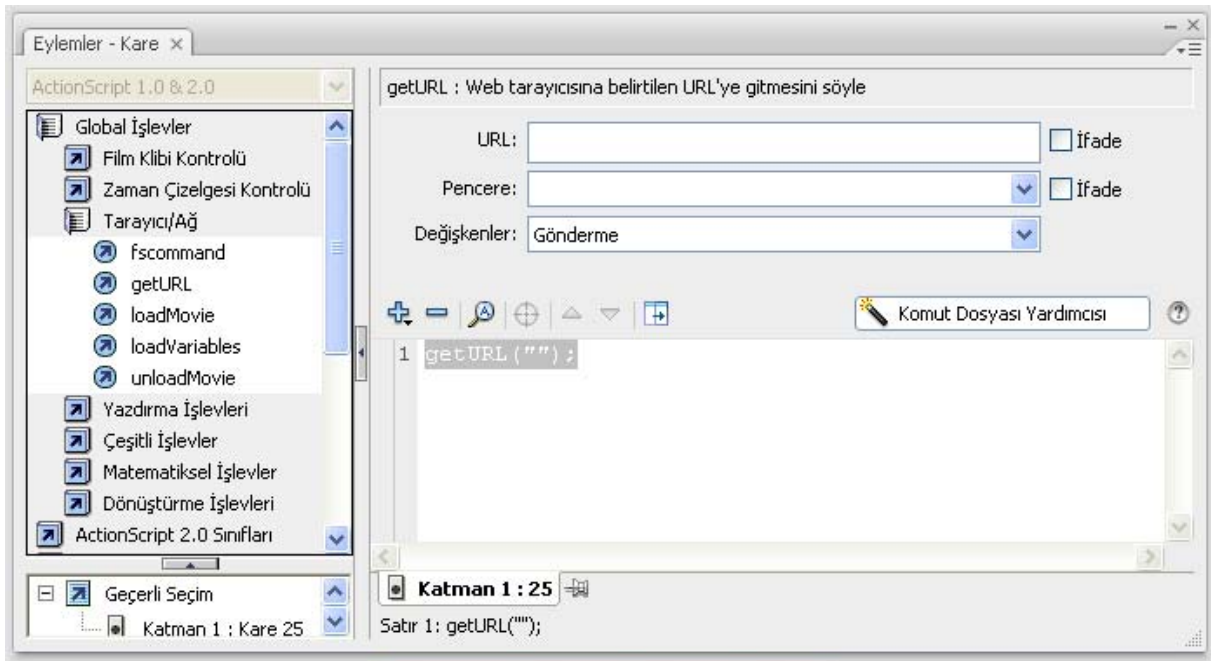 Eylemler - Kare
ActionScript 1.0 & 2.0
Global İşlevler
Film Klibi Kontrolü
Zaman Çizelgesi Kontrolü
Tarayıcı/Ağ
fscommand
getURL
loadMovie
loadVariables
unloadMovie
Yazdırma İşlevleri
Çeşitli İşlevler
Matematiksel İşlevler
Dönüştürme İşlevleri
ActionScript 2.0 Sınıfları
Geçerli Seçim
Katman 1 : Kare 25
getURL : Web tarayıcısına belirtilen URL'ye gitmesini söyle
URL:
İfade
Pencere:
İfade
Değişkenler: Gönderme
Komut Dosyası Yardımcısı
1 getURL("");
Katman 1 : 25
Satır 1: getURL("");